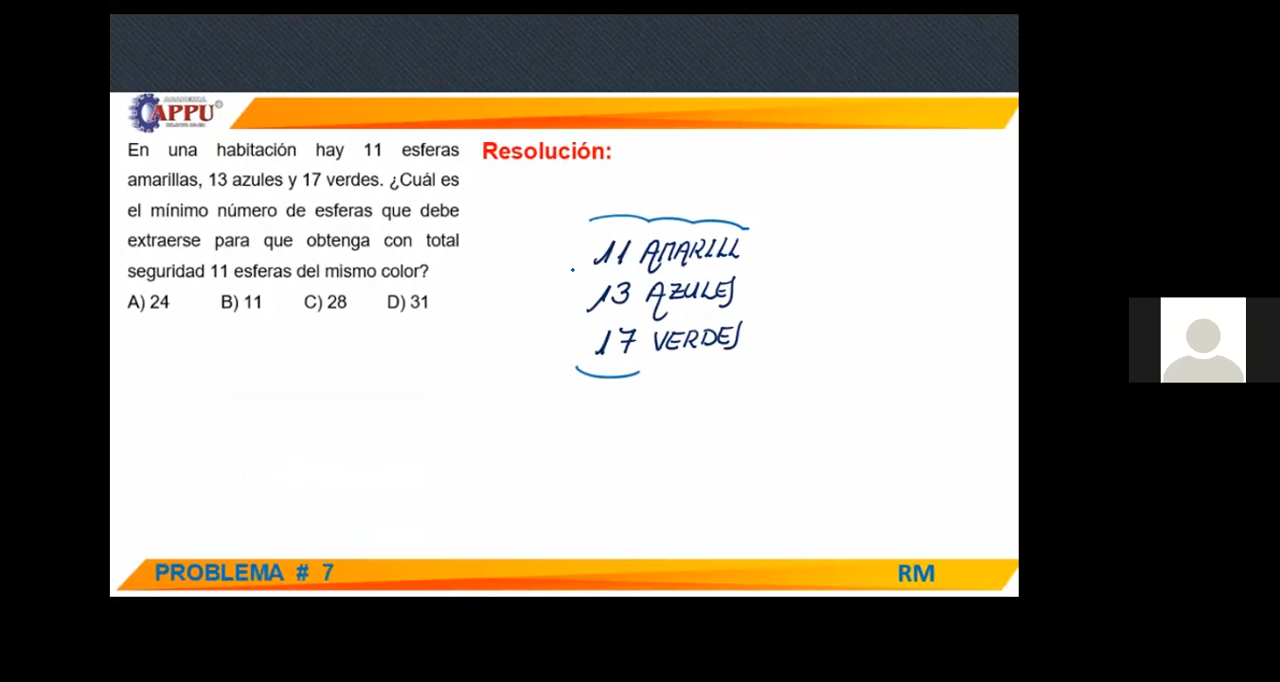 ACADEMIA
APPU
En una habitación hay 11 esferas
amarillas, 13 azules y 17 verdes. ¿Cuál es
el mínimo número de esferas que debe
extraerse para que obtenga con total
seguridad 11 esferas del mismo color?
A) 24 B) 11 C) 28 D) 31
Resolución:
11 AMARILL
13 AZULES
17 VERDES
PROBLEMA # 7
RM